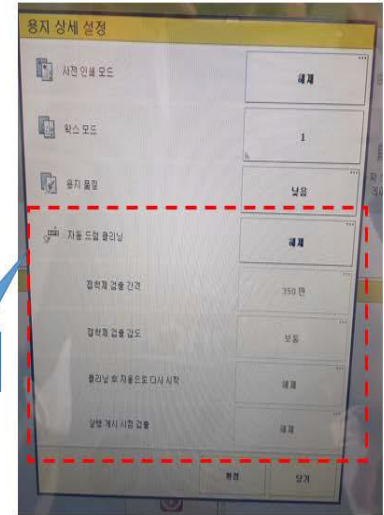 용지 상세 설정
사전 인쇄 모드
해제
왁스 모드
1
용지 품질
낮음
자동 드럼 클리닝
해제
접착제 검출 간격
350 판
접착제 검출 감도
보통
클리닝 후 자동으로 다시 시작
해제
실행 게시 시점 검출
해제
확정
닫기